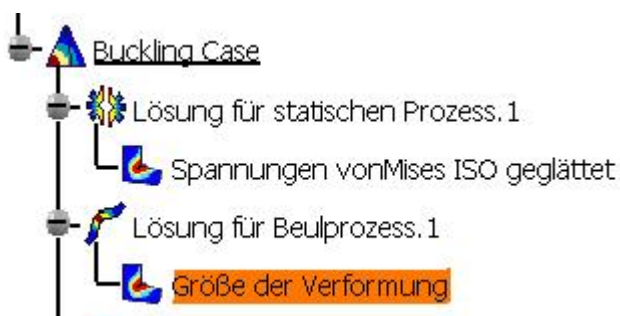 Buckling Case
Lösung für statischen Prozess.1
Spannungen vonMises ISO geglättet
Lösung für Beulprozess.1
Größe der Verformung